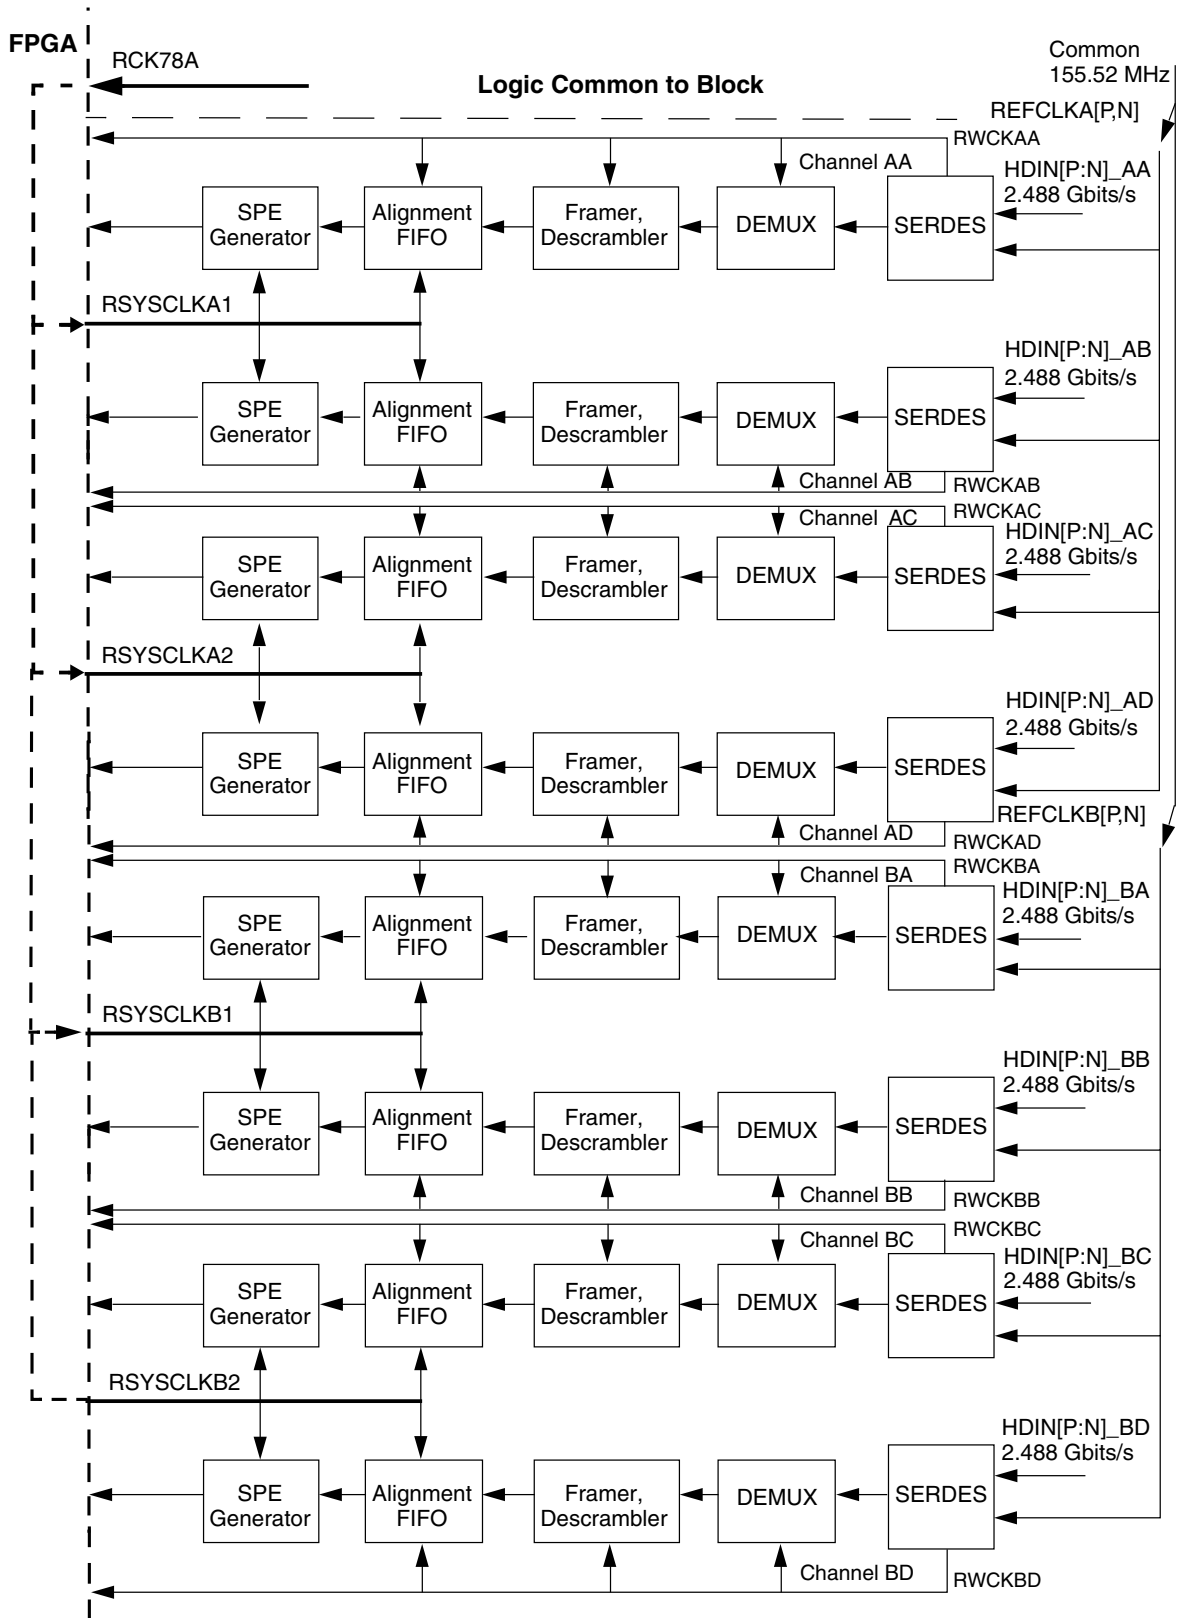 FPGA
RCK78A
Logic Common to Block
Common
155.52 MHz
REFCLKA[P,N]
RWCKAA
Channel AA
HDIN[P:N]_AA
2.488 Gbits/s
SPE
Generator
Alignment
FIFO
Framer,
Descrambler
DEMUX
SERDES
RSYSCLKA1
HDIN[P:N]_AB
2.488 Gbits/s
SPE
Generator
Alignment
FIFO
Framer,
Descrambler
DEMUX
SERDES
Channel AB
RWCKAB
RWCKAC
Channel AC
HDIN[P:N]_AC
2.488 Gbits/s
SPE
Generator
Alignment
FIFO
Framer,
Descrambler
DEMUX
SERDES
RSYSCLKA2
HDIN[P:N]_AD
2.488 Gbits/s
SPE
Generator
Alignment
FIFO
Framer,
Descrambler
DEMUX
SERDES
REFCLKB[P,N]
Channel AD
RWCKAD
RWCKBA
Channel BA
HDIN[P:N]_BA
2.488 Gbits/s
SPE
Generator
Alignment
FIFO
Framer,
Descrambler
DEMUX
SERDES
RSYSCLKB1
HDIN[P:N]_BB
2.488 Gbits/s
SPE
Generator
Alignment
FIFO
Framer,
Descrambler
DEMUX
SERDES
Channel BB
RWCKBB
RWCKBC
Channel BC
HDIN[P:N]_BC
2.488 Gbits/s
SPE
Generator
Alignment
FIFO
Framer,
Descrambler
DEMUX
SERDES
RSYSCLKB2
HDIN[P:N]_BD
2.488 Gbits/s
SPE
Generator
Alignment
FIFO
Framer,
Descrambler
DEMUX
SERDES
Channel BD
RWCKBD